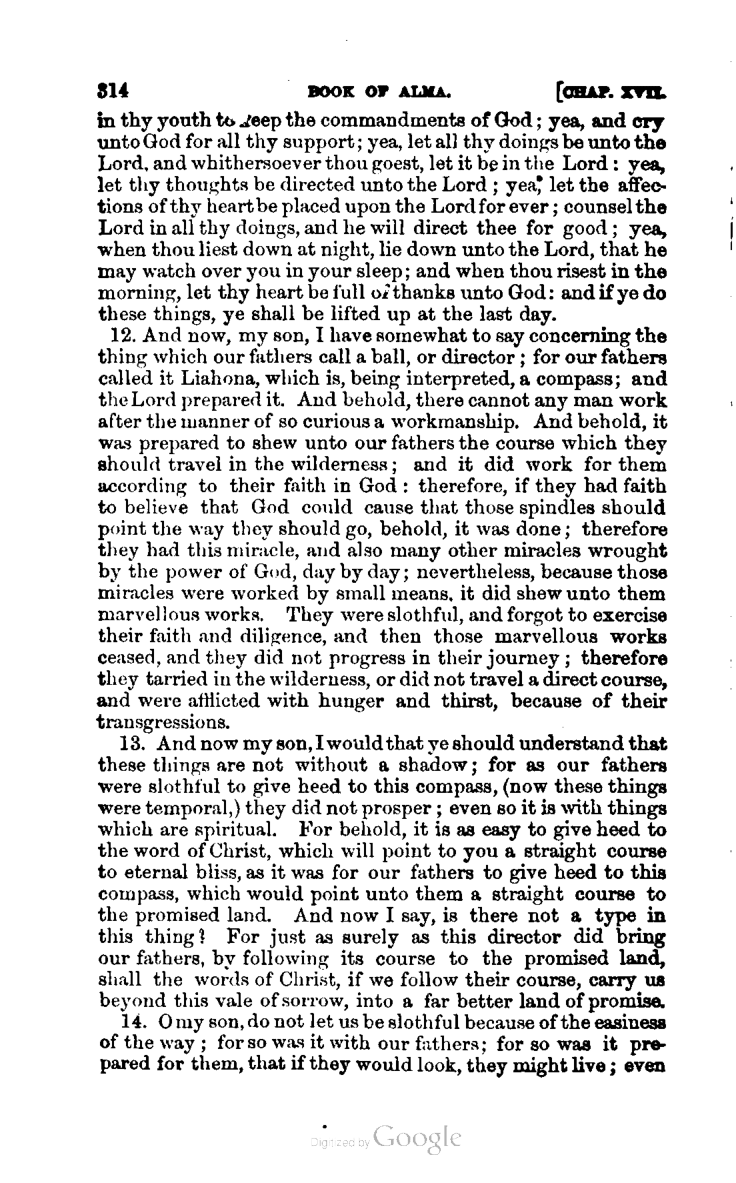 314 BOOK OF ALMA. [CHAP. XVII.
in thy youth to keep the commandments of God; yea, and cry
unto God for all thy support; yea, let all thy doings be unto the
Lord, and whithersoever thou goest, let it be in the Lord: yea,
let thy thoughts be directed unto the Lord; yea, let the affec-
tions of thy heart be placed upon the Lord for ever; counsel the
Lord in all thy doings, and he will direct thee for good; yea,
when thou liest down at night, lie down unto the Lord, that he
may watch over you in your sleep; and when thou risest in the
morning, let thy heart be full of thanks unto God: and if ye do
these things, ye shall be lifted up at the last day.
12. And now, my son, I have somewhat to say concerning the
thing which our fathers call a ball, or director; for our fathers
called it Liahona, which is, being interpreted, a compass; and
the Lord prepared it. And behold, there cannot any man work
after the manner of so curious a workmanship. And behold, it
was prepared to shew unto our fathers the course which they
should travel in the wilderness; and it did work for them
according to their faith in God: therefore, if they had faith
to believe that God could cause that those spindles should
point the way they should go, behold, it was done; therefore
they had this miracle, and also many other miracles wrought
by the power of God, day by day; nevertheless, because those
miracles were worked by small means, it did shew unto them
marvellous works. They were slothful, and forgot to exercise
their faith and diligence, and then those marvellous works
ceased, and they did not progress in their journey; therefore
they tarried in the wilderness, or did not travel a direct course,
and were afflicted with hunger and thirst, because of their
transgressions.
13. And now my son, I would that ye should understand that
these things are not without a shadow; for as our fathers
were slothful to give heed to this compass, (now these things
were temporal,) they did not prosper; even so it is with things
which are spiritual. For behold, it is as easy to give heed to
the word of Christ, which will point to you a straight course
to eternal bliss, as it was for our fathers to give heed to this
compass, which would point unto them a straight course to
the promised land. And now I say, is there not a type in
this thing? For just as surely as this director did bring
our fathers, by following its course to the promised land,
shall the words of Christ, if we follow their course, carry us
beyond this vale of sorrow, into a far better land of promise.
14. O my son, do not let us be slothful because of the easiness
of the way; for so was it with our fathers; for so was it pre-
pared for them, that if they would look, they might live; even
Digitized by Google